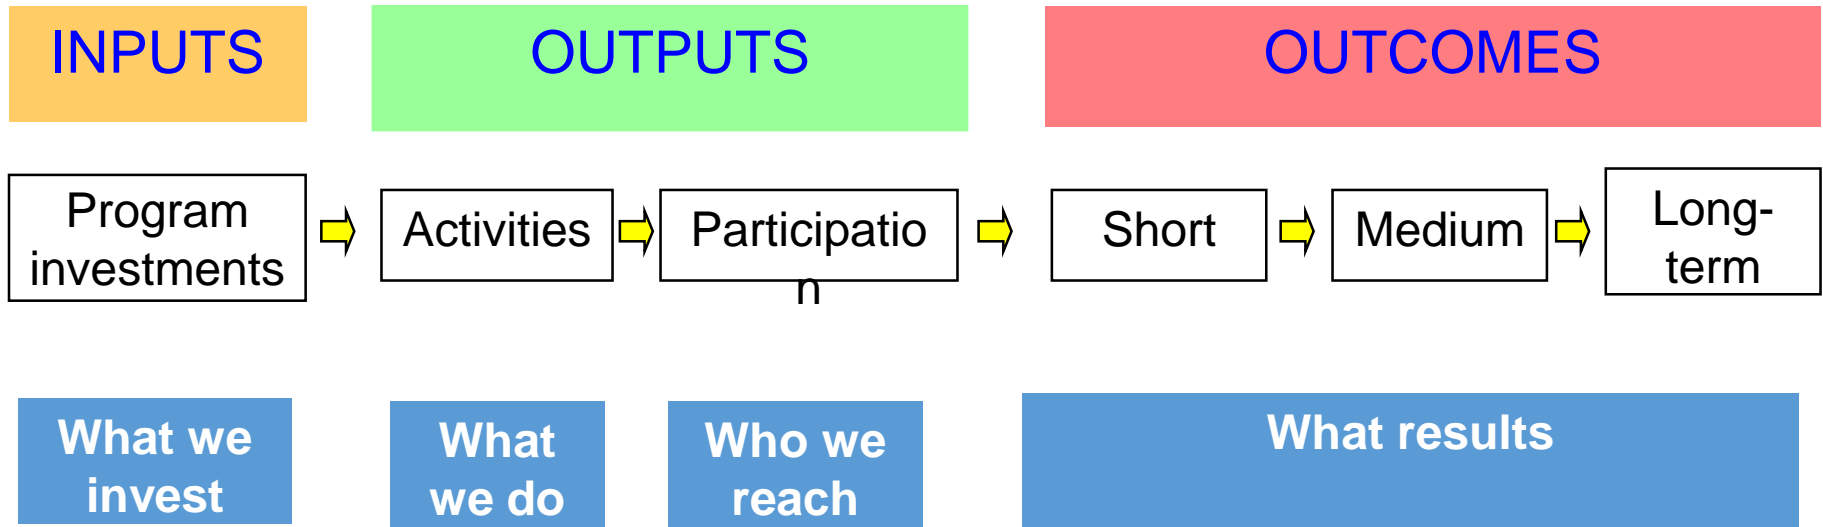 INPUTS
OUTPUTS
OUTCOMES
Program
investments
Activities
Participatio
n
Short
Medium
Long-
term
What we
invest
What
we do
Who we
reach
What results